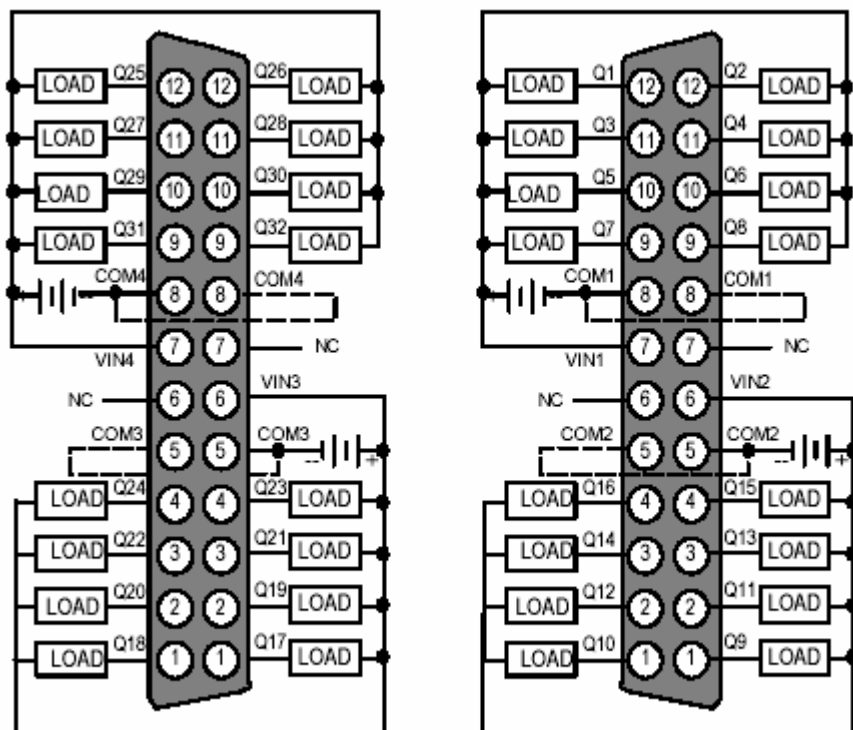 Q25 Q26
LOAD 12 12 LOAD
Q27 Q28
LOAD 11 11 LOAD
Q29 Q30
LOAD 10 10 LOAD
Q31 Q32
LOAD 9 9 LOAD
COM4 COM4
+ -- 8 8
VIN4 7 7 NC
VIN3
NC 6 6
COM3 COM3
5 5 -- +
Q24 Q23
LOAD 4 4 LOAD
Q22 Q21
LOAD 3 3 LOAD
Q20 Q19
LOAD 2 2 LOAD
Q18 Q17
LOAD 1 1 LOAD
Q1 Q2
LOAD 12 12 LOAD
Q3 Q4
LOAD 11 11 LOAD
Q5 Q6
LOAD 10 10 LOAD
Q7 Q8
LOAD 9 9 LOAD
COM1 COM1
+ -- 8 8
VIN1 7 7 NC
VIN2
NC 6 6
COM2 COM2
5 5 -- +
Q16 Q15
LOAD 4 4 LOAD
Q14 Q13
LOAD 3 3 LOAD
Q12 Q11
LOAD 2 2 LOAD
Q10 Q9
LOAD 1 1 LOAD